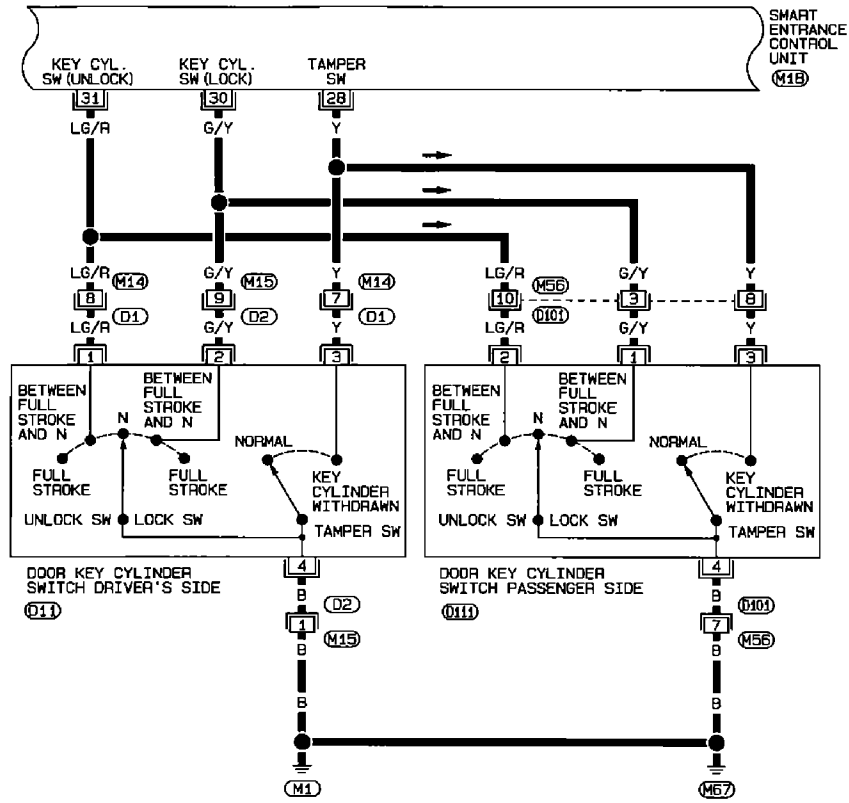 SMART
ENTRANCE
CONTROL
UNIT
M18
KEY CYL.
SW (UNLOCK)
KEY CYL.
SW (LOCK)
TAMPER
SW
31 30 28
LG/R G/Y Y
LG/R M14 G/Y M15 Y M14 LG/R M56 G/Y Y
8 9 7 10 3 8
D1 D2 D1 D101
LG/R G/Y Y LG/R G/Y Y
1 2 3 2 1 3
BETWEEN
FULL
STROKE
AND N
N
BETWEEN
FULL
STROKE
AND N
FULL
STROKE
FULL
STROKE
NORMAL
KEY
CYLINDER
WITHDRAWN
UNLOCK SW LOCK SW
TAMPER SW
BETWEEN
FULL
STROKE
AND N
N
BETWEEN
FULL
STROKE
AND N
FULL
STROKE
FULL
STROKE
NORMAL
KEY
CYLINDER
WITHDRAWN
UNLOCK SW LOCK SW
TAMPER SW
DOOR KEY CYLINDER
SWITCH DRIVER'S SIDE
D11
4
DOOR KEY CYLINDER
SWITCH PASSENGER SIDE
D111
4
B D2 B D101
1 M15 7 M56
B B
B B
M1 M67